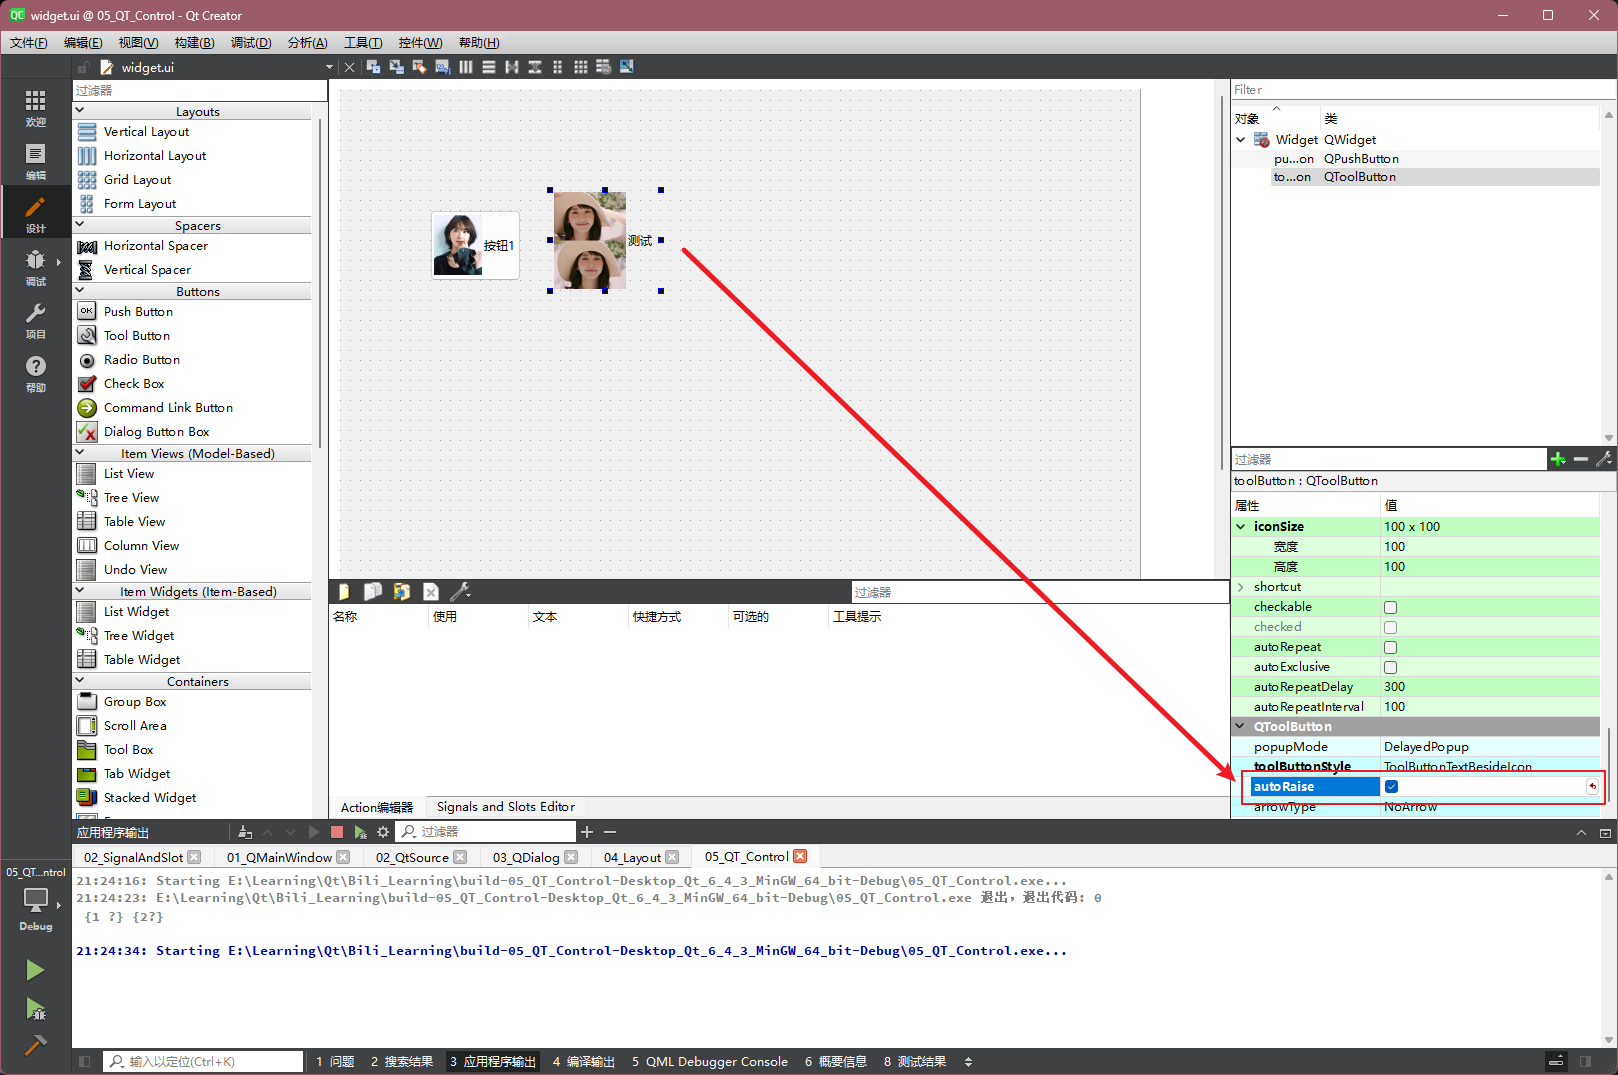 widget.ui @ 05_QT_Control - Qt Creator
文件(F) 编辑(E) 视图(V) 构建(B) 调试(D) 分析(A) 工具(T) 控件(W) 帮助(H)
widget.ui
欢迎
编辑
设计
调试
项目
帮助
05_QT...ntrol
Debug
过滤器
Layouts
Vertical Layout
Horizontal Layout
Grid Layout
Form Layout
Spacers
Horizontal Spacer
Vertical Spacer
Buttons
Push Button
Tool Button
Radio Button
Check Box
Command Link Button
Dialog Button Box
Item Views (Model-Based)
List View
Tree View
Table View
Column View
Undo View
Item Widgets (Item-Based)
List Widget
Tree Widget
Table Widget
Containers
Group Box
Scroll Area
Tool Box
Tab Widget
Stacked Widget
按钮1
测试
过滤器
名称 使用 文本 快捷方式 可选的 工具提示
Action编辑器 Signals and Slots Editor
Filter
对象 类
Widget QWidget
pu...on QPushButton
to...on QToolButton
过滤器
toolButton : QToolButton
属性 值
iconSize 100 x 100
宽度 100
高度 100
shortcut
checkable
checked
autoRepeat
autoExclusive
autoRepeatDelay 300
autoRepeatInterval 100
QToolButton
popupMode DelayedPopup
toolButtonStyle ToolButtonTextBesideIcon
autoRaise
arrowType NoArrow
应用程序输出 过滤器
02_SignalAndSlot 01_QMainWindow 02_QtSource 03_QDialog 04_Layout 05_QT_Control
21:24:16: Starting E:\Learning\Qt\Bili_Learning\build-05_QT_Control-Desktop_Qt_6_4_3_MinGW_64_bit-Debug\05_QT_Control.exe...
21:24:23: E:\Learning\Qt\Bili_Learning\build-05_QT_Control-Desktop_Qt_6_4_3_MinGW_64_bit-Debug\05_QT_Control.exe 退出，退出代码: 0
{1 ?} {2?}
21:24:34: Starting E:\Learning\Qt\Bili_Learning\build-05_QT_Control-Desktop_Qt_6_4_3_MinGW_64_bit-Debug\05_QT_Control.exe...
输入以定位(Ctrl+K) 1 问题 2 搜索结果 3 应用程序输出 4 编译输出 5 QML Debugger Console 6 概要信息 8 测试结果